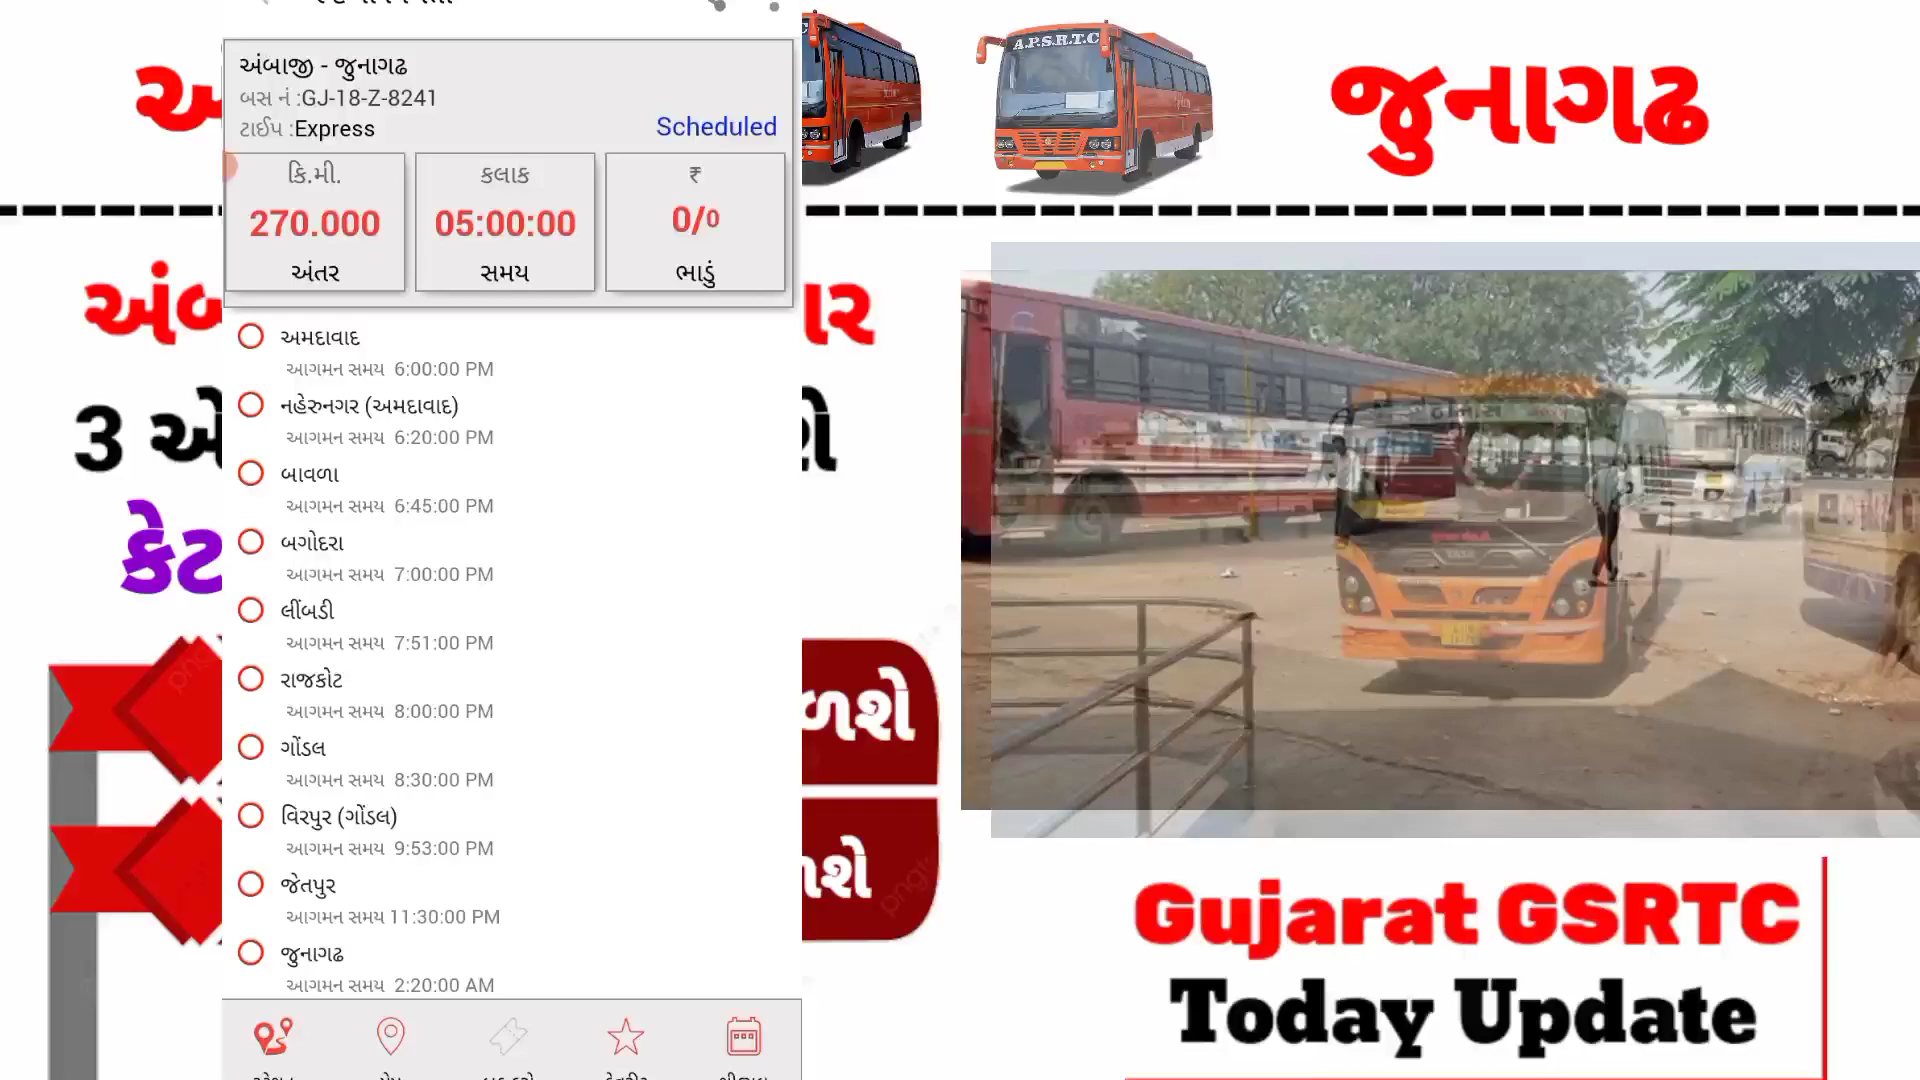 અંબાજી - જુનાગઢ
બસ નં :GJ-18-Z-8241
ટાઈપ :Express
Scheduled
કિ.મી.
270.000
અંતર
કલાક
05:00:00
સમય
₹
0/0
ભાડું
અમદાવાદ
આગમન સમય 6:00:00 PM
નહેરુનગર (અમદાવાદ)
આગમન સમય 6:20:00 PM
બાવળા
આગમન સમય 6:45:00 PM
બગોદરા
આગમન સમય 7:00:00 PM
લીંબડી
આગમન સમય 7:51:00 PM
રાજકોટ
આગમન સમય 8:00:00 PM
ગોંડલ
આગમન સમય 8:30:00 PM
વિરપુર (ગોંડલ)
આગમન સમય 9:53:00 PM
જેતપુર
આગમન સમય 11:30:00 PM
જુનાગઢ
આગમન સમય 2:20:00 AM
A.P.S.R.T.C
જુનાગઢ
3
Gujarat GSRTC
Today Update